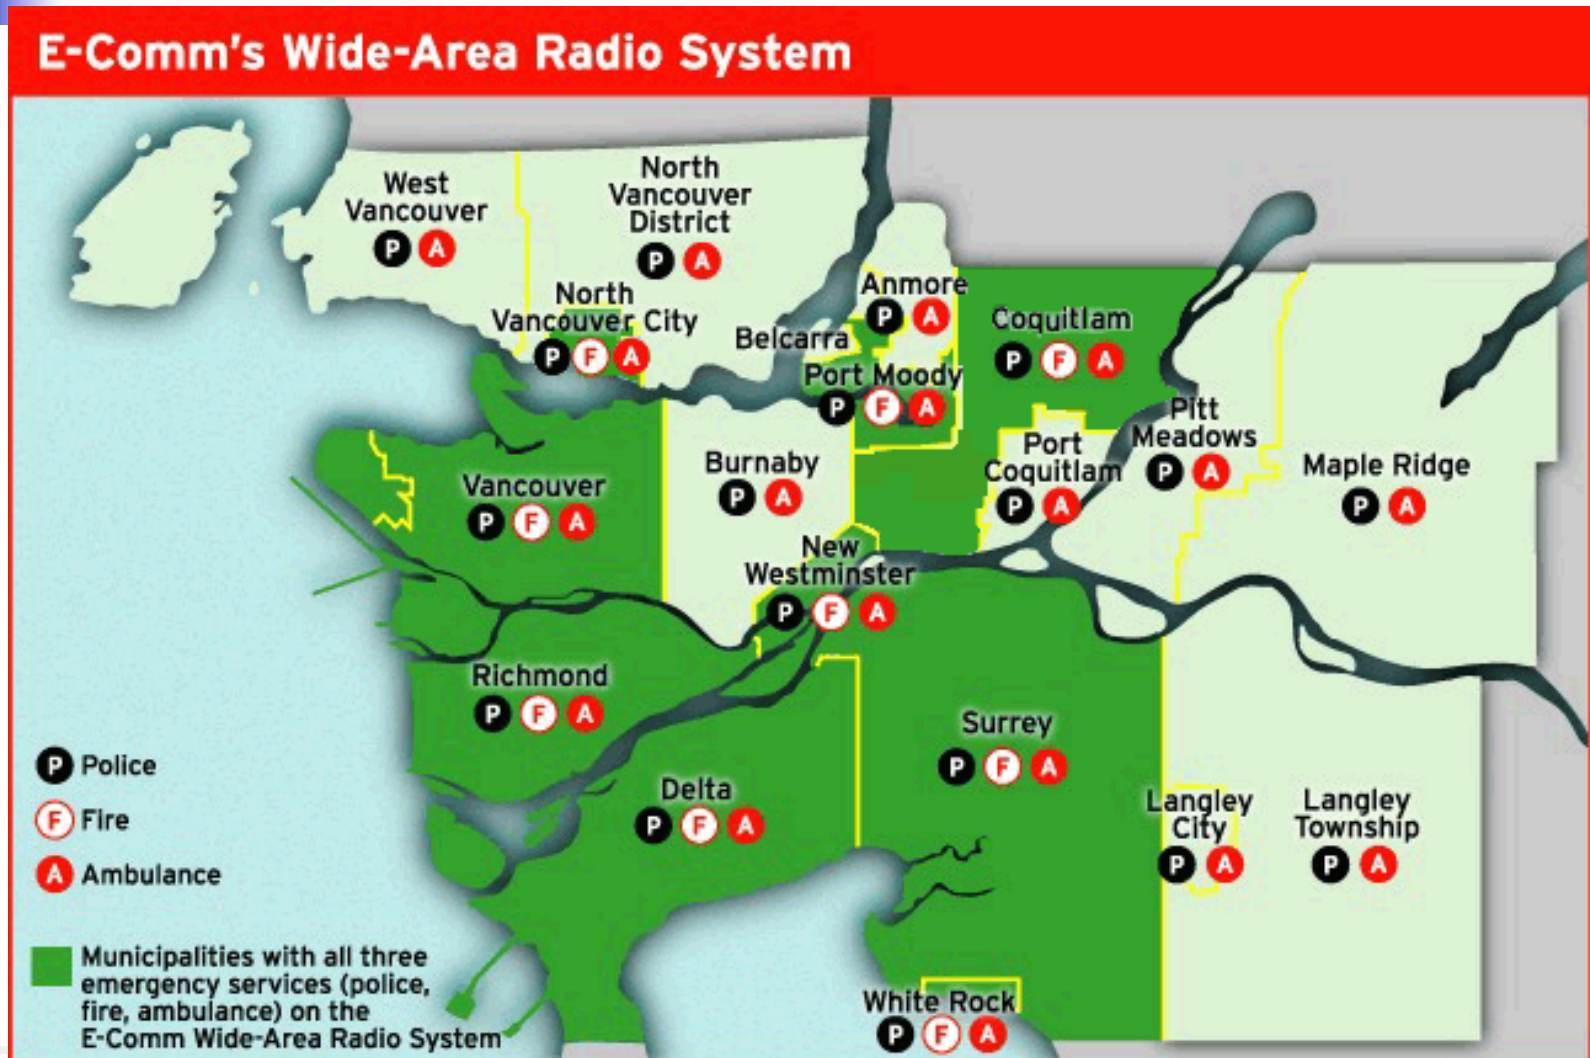 E-Comm's Wide-Area Radio System
West
Vancouver
P A
North
Vancouver
District
P A
North
Vancouver City
P F A
Anmore
P A
Belcarra
Port Moody
P F A
Coquitlam
P F A
Pitt
Meadows
P A
Port
Coquitlam
P A
Maple Ridge
P A
Burnaby
P A
Vancouver
P F A
New
Westminster
P F A
Richmond
P F A
Surrey
P F A
Delta
P F A
Langley
City
P A
Langley
Township
P A
White Rock
P F A
P Police
F Fire
A Ambulance
Municipalities with all three
emergency services (police,
fire, ambulance) on the
E-Comm Wide-Area Radio System